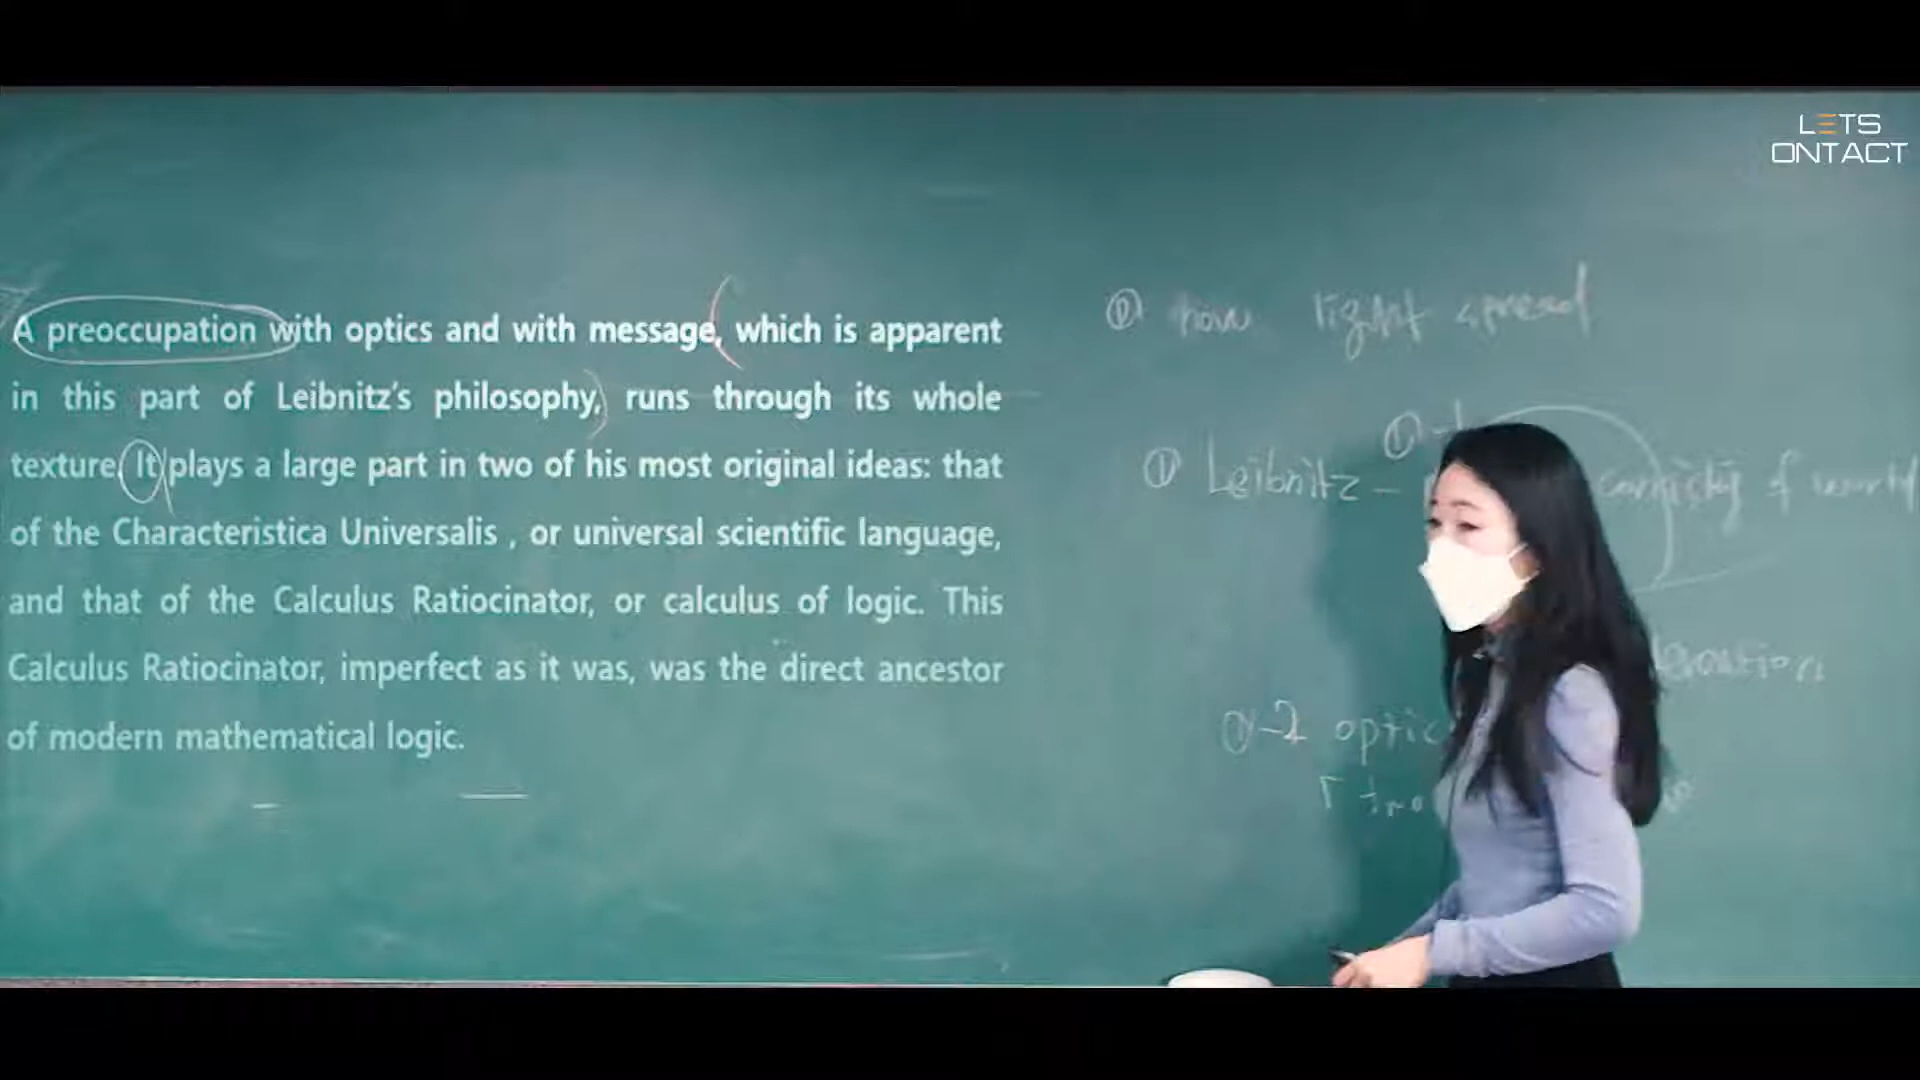 LETS
ONTACT
A preoccupation with optics and with message, which is apparent
in this part of Leibnitz's philosophy, runs through its whole
texture. It plays a large part in two of his most original ideas: that
of the Characteristica Universalis , or universal scientific language,
and that of the Calculus Ratiocinator, or calculus of logic. This
Calculus Ratiocinator, imperfect as it was, was the direct ancestor
of modern mathematical logic.
how light spread
① Leibnitz -
①-2 optic